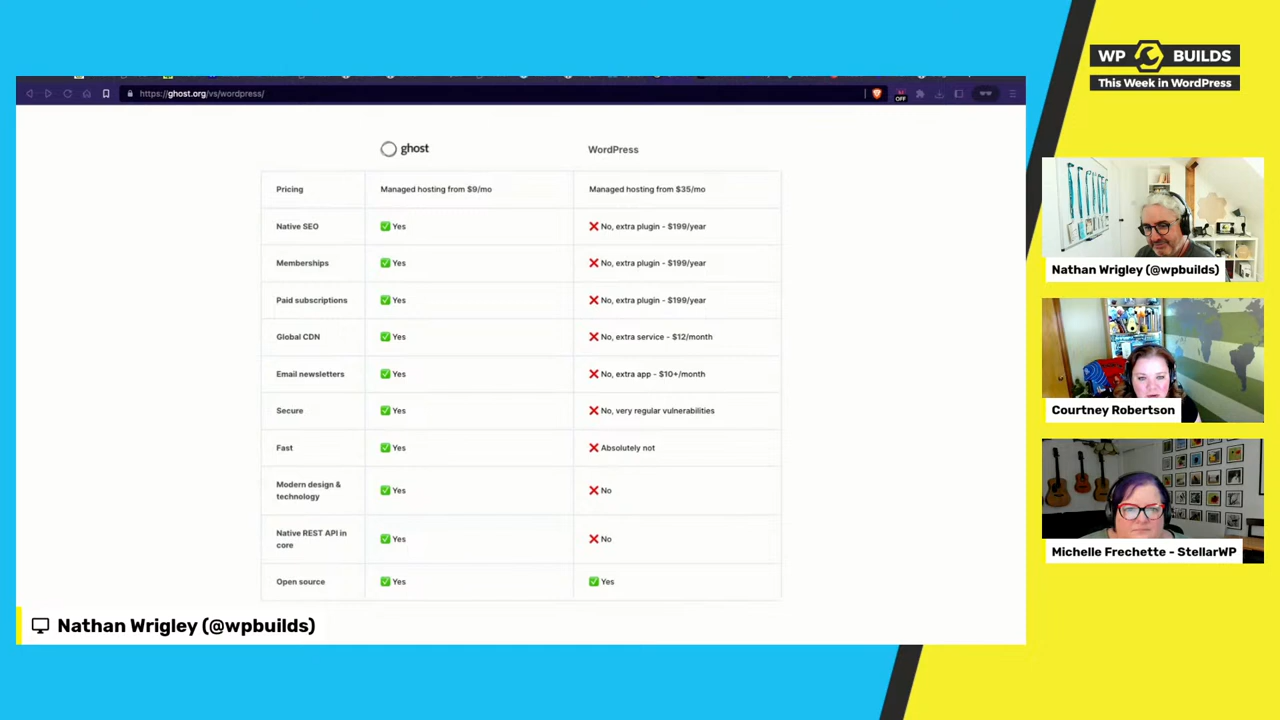 WP BUILDS
This Week in WordPress
https://ghost.org/vs/wordpress/
OFF
ghost WordPress
Pricing Managed hosting from $9/mo Managed hosting from $35/mo
Native SEO Yes No, extra plugin - $199/year
Memberships Yes No, extra plugin - $199/year
Paid subscriptions Yes No, extra plugin - $199/year
Global CDN Yes No, extra service - $12/month
Email newsletters Yes No, extra app - $10+/month
Secure Yes No, very regular vulnerabilities
Fast Yes Absolutely not
Modern design &
technology Yes No
Native REST API in
core Yes No
Open source Yes Yes
Nathan Wrigley (@wpbuilds)
Nathan Wrigley (@wpbuilds)
Courtney Robertson
Michelle Frechette - StellarWP